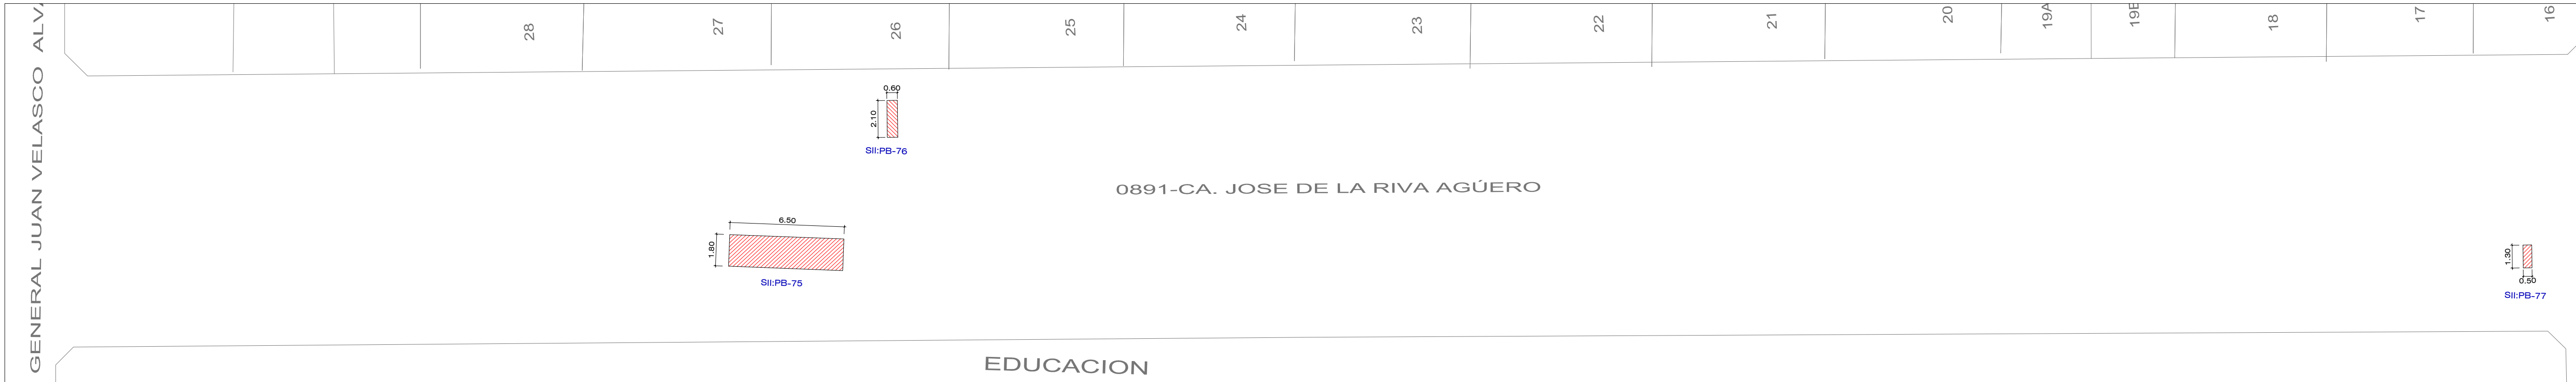 28
27
26
25
24
23
22
21
20
19A
18
17
16
GENERAL JUAN VELASCO
0.60
2.10
SII:PB-76
0891-CA. JOSE DE LA RIVA AGÚERO
6.50
1.80
SII:PB-75
1.30
0.50
SII:PB-77
EDUCACION